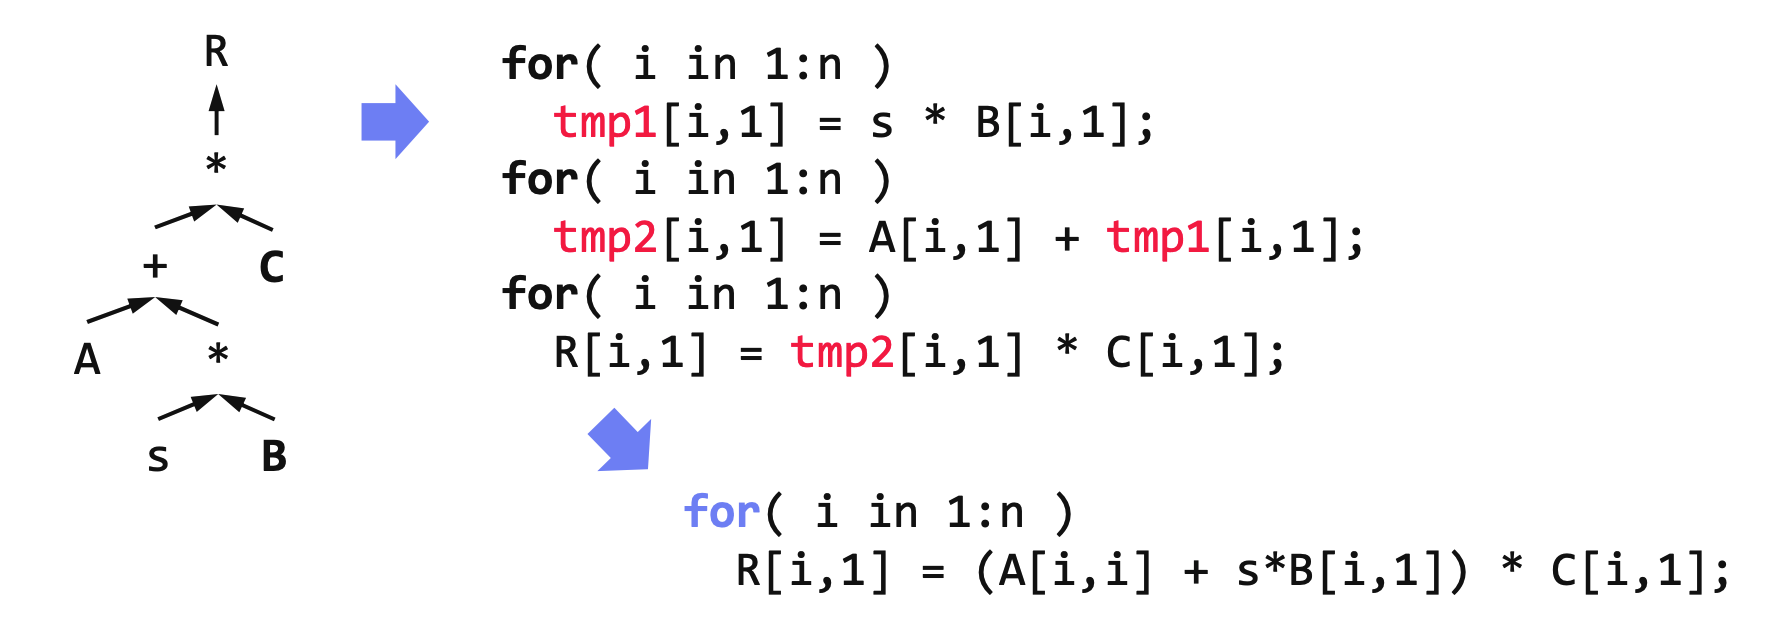 R
*
+ C
A *
s B
for( i in 1:n )
tmp1[i,1] = s * B[i,1];
for( i in 1:n )
tmp2[i,1] = A[i,1] + tmp1[i,1];
for( i in 1:n )
R[i,1] = tmp2[i,1] * C[i,1];
for( i in 1:n )
R[i,1] = (A[i,i] + s*B[i,1]) * C[i,1];